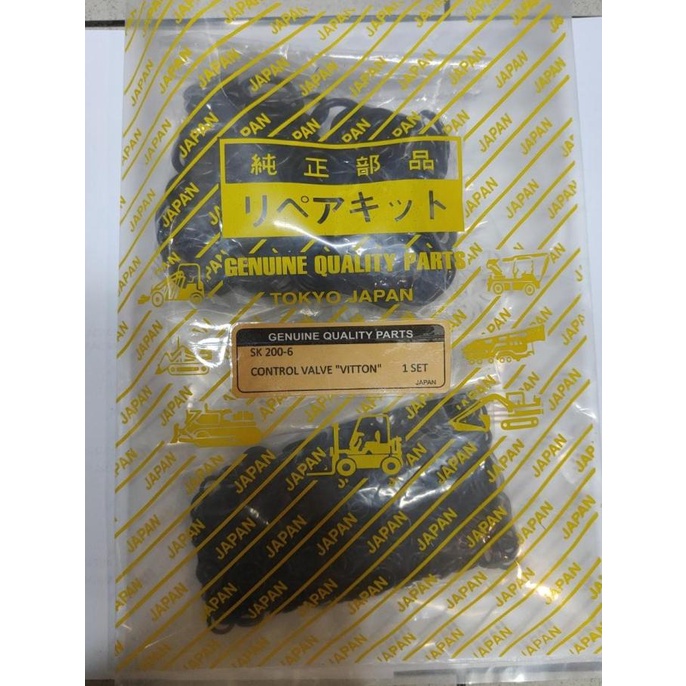 純正部品
リペアキット
GENUINE QUALITY PARTS
TOKYO JAPAN
GENUINE QUALITY PARTS
SK 200-6
CONTROL VALVE "VITTON" 1 SET
JAPAN